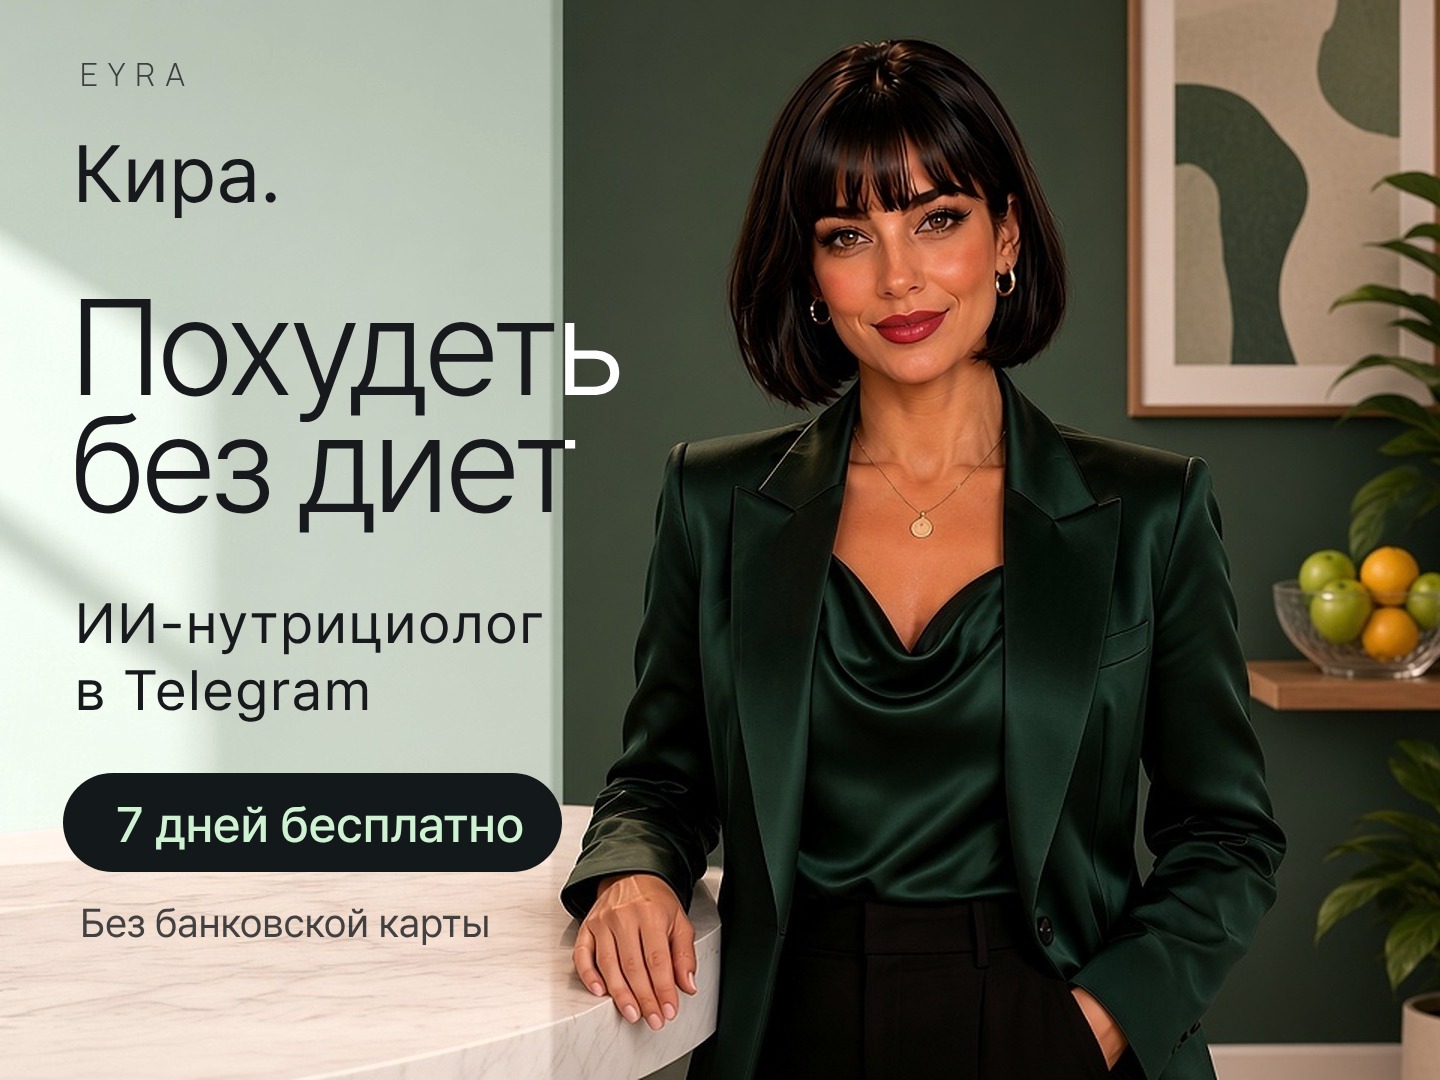 EYRA
Кира.
Похудеть
без диет
ИИ-нутрициолог
в Telegram
7 дней бесплатно
Без банковской карты